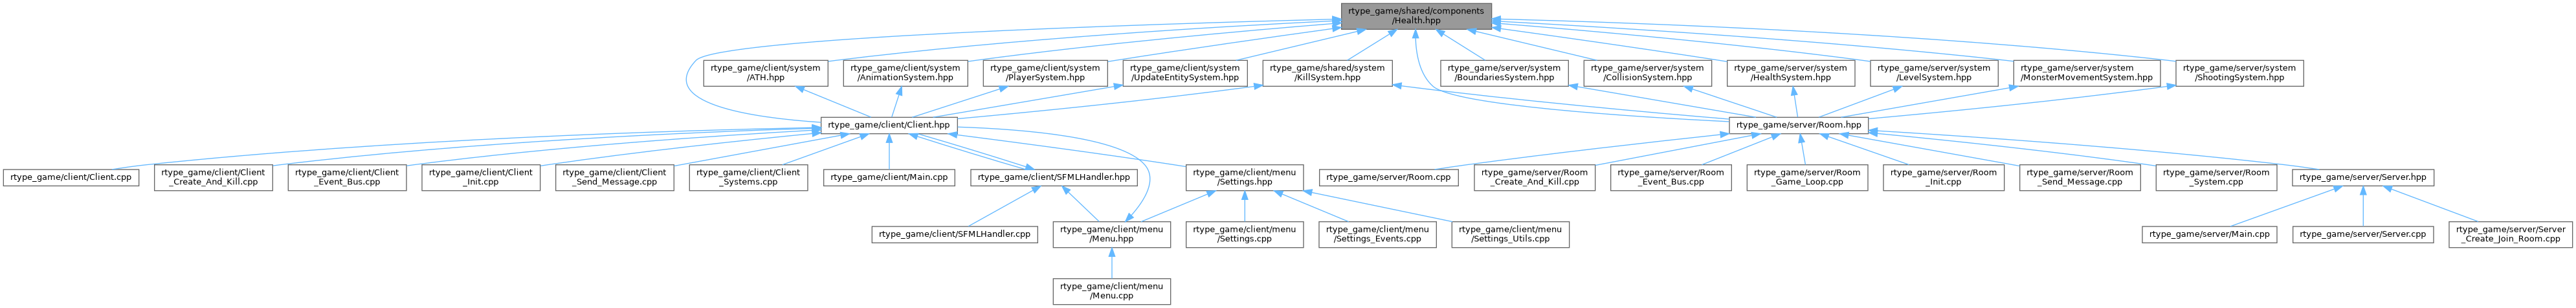 rtype_game/shared/components
/Health.hpp
rtype_game/client/system
/ATH.hpp
rtype_game/client/system
/AnimationSystem.hpp
rtype_game/client/system
/PlayerSystem.hpp
rtype_game/client/system
/UpdateEntitySystem.hpp
rtype_game/shared/system
/KillSystem.hpp
rtype_game/server/system
/BoundariesSystem.hpp
rtype_game/server/system
/CollisionSystem.hpp
rtype_game/server/system
/HealthSystem.hpp
rtype_game/server/system
/LevelSystem.hpp
rtype_game/server/system
/MonsterMovementSystem.hpp
rtype_game/server/system
/ShootingSystem.hpp
rtype_game/client/Client.hpp
rtype_game/server/Room.hpp
rtype_game/client/Client.cpp
rtype_game/client/Client
_Create_And_Kill.cpp
rtype_game/client/Client
_Event_Bus.cpp
rtype_game/client/Client
_Init.cpp
rtype_game/client/Client
_Send_Message.cpp
rtype_game/client/Client
_Systems.cpp
rtype_game/client/Main.cpp
rtype_game/client/SFMLHandler.hpp
rtype_game/client/menu
/Settings.hpp
rtype_game/server/Room.cpp
rtype_game/server/Room
_Create_And_Kill.cpp
rtype_game/server/Room
_Event_Bus.cpp
rtype_game/server/Room
_Game_Loop.cpp
rtype_game/server/Room
_Init.cpp
rtype_game/server/Room
_Send_Message.cpp
rtype_game/server/Room
_System.cpp
rtype_game/server/Server.hpp
rtype_game/client/SFMLHandler.cpp
rtype_game/client/menu
/Menu.hpp
rtype_game/client/menu
/Settings.cpp
rtype_game/client/menu
/Settings_Events.cpp
rtype_game/client/menu
/Settings_Utils.cpp
rtype_game/server/Main.cpp
rtype_game/server/Server.cpp
rtype_game/server/Server
_Create_Join_Room.cpp
rtype_game/client/menu
/Menu.cpp